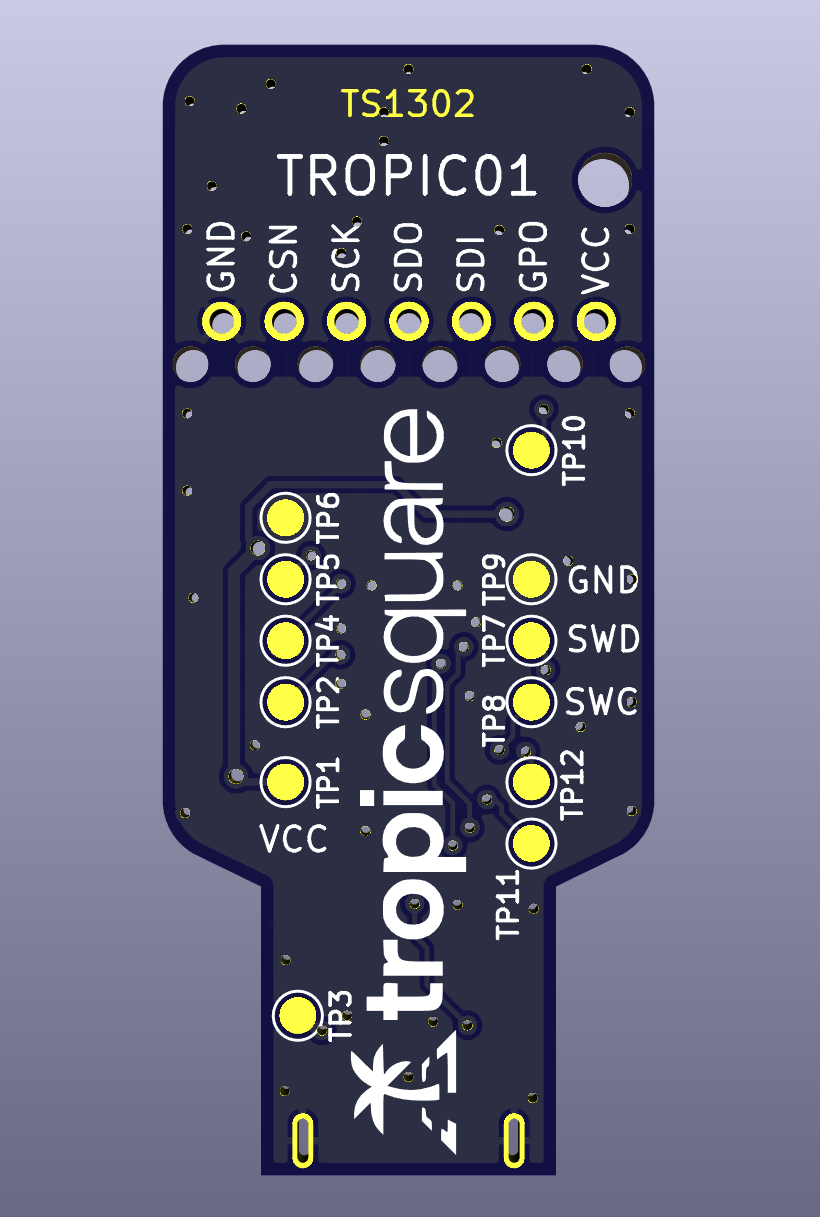 TS1302
TROPIC01
GND CSN SCK SDO SDI GPO VCC
TP10
TP6
TP5
TP9 GND
TP4
TP7 SWD
TP2
TP8 SWC
TP1
TP12
VCC
TP11
tropicsquare
TP3